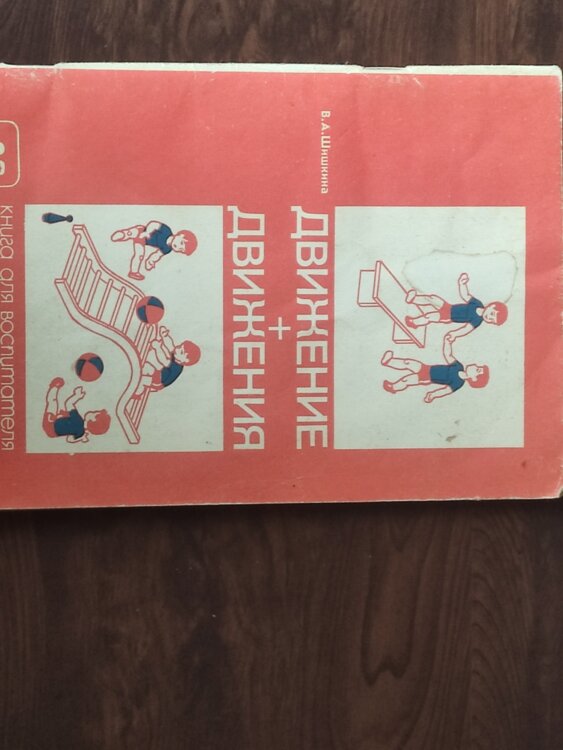 В.А.Шишкина
ДВИЖЕНИЕ
+
ДВИЖЕНИЯ
книга для воспитателя